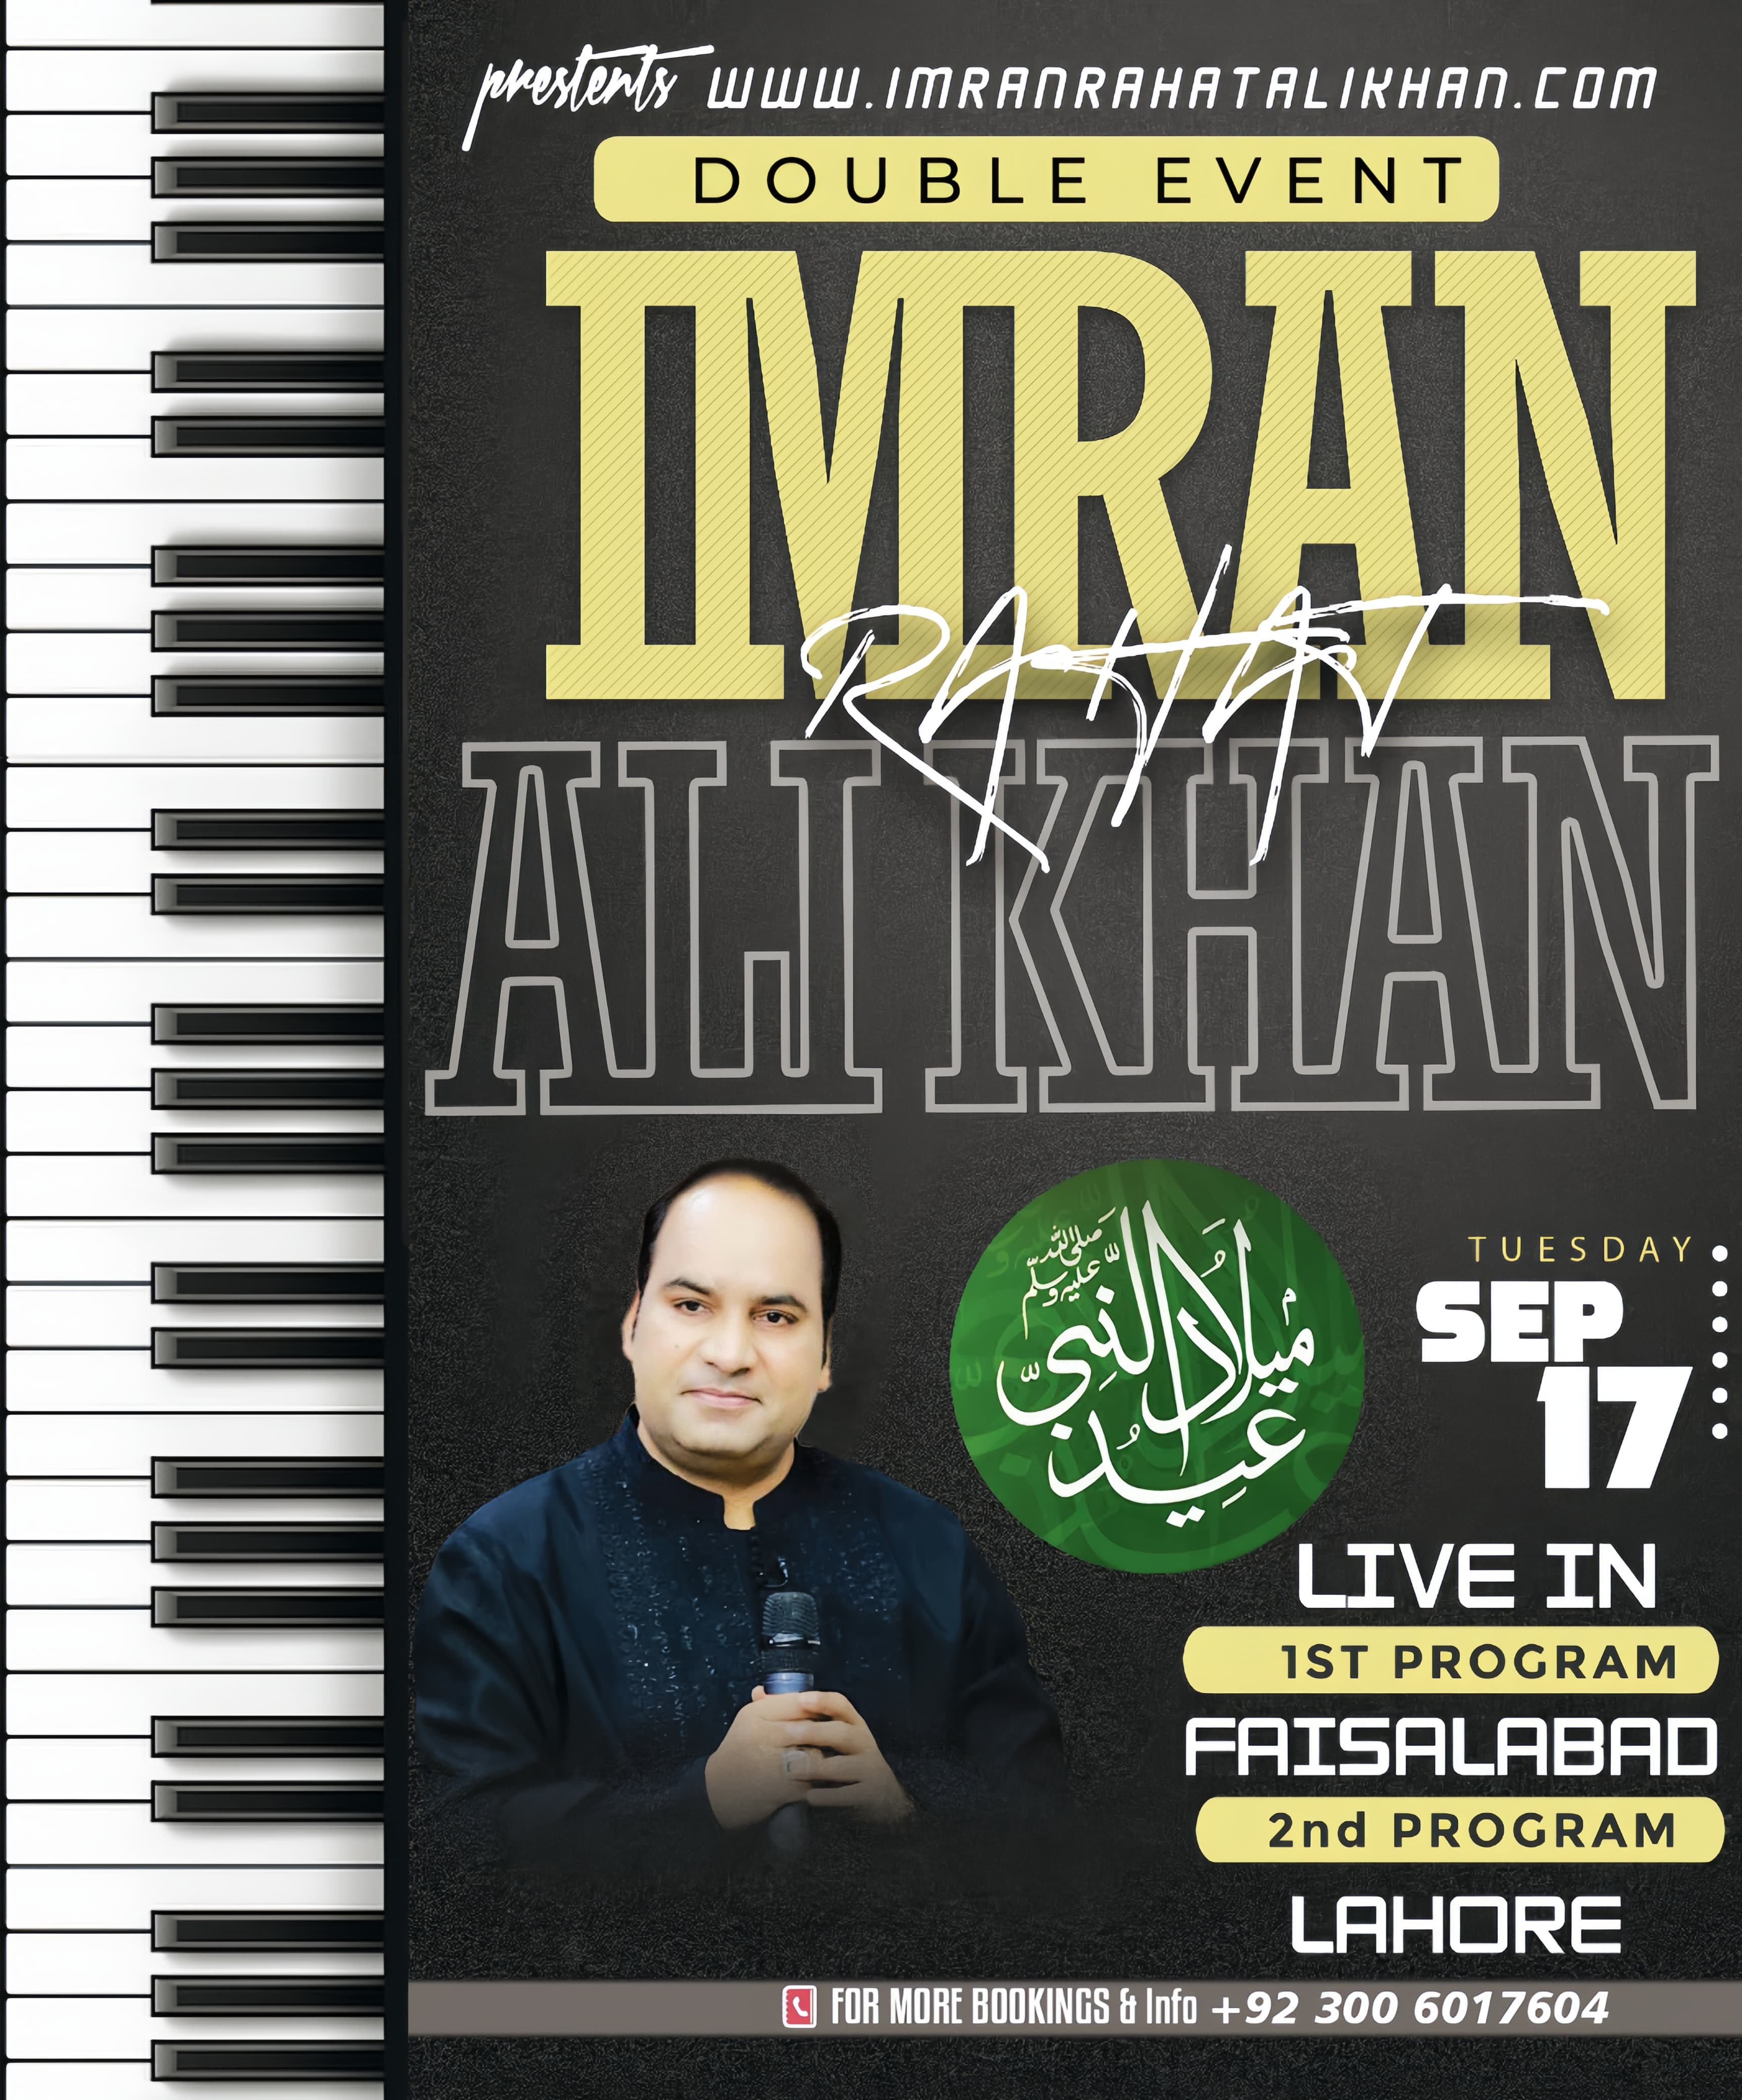 prestents WWW.IMRANRAHATALIKHAN.COM
DOUBLE EVENT
IMRAN
RAHAT
ALI KHAN
صلی اللہ علیہ وسلم
میلاد النبیؐ
عید
TUESDAY
SEP
17
LIVE IN
1ST PROGRAM
FAISALABAD
2nd PROGRAM
LAHORE
FOR MORE BOOKINGS & Info +92 300 6017604